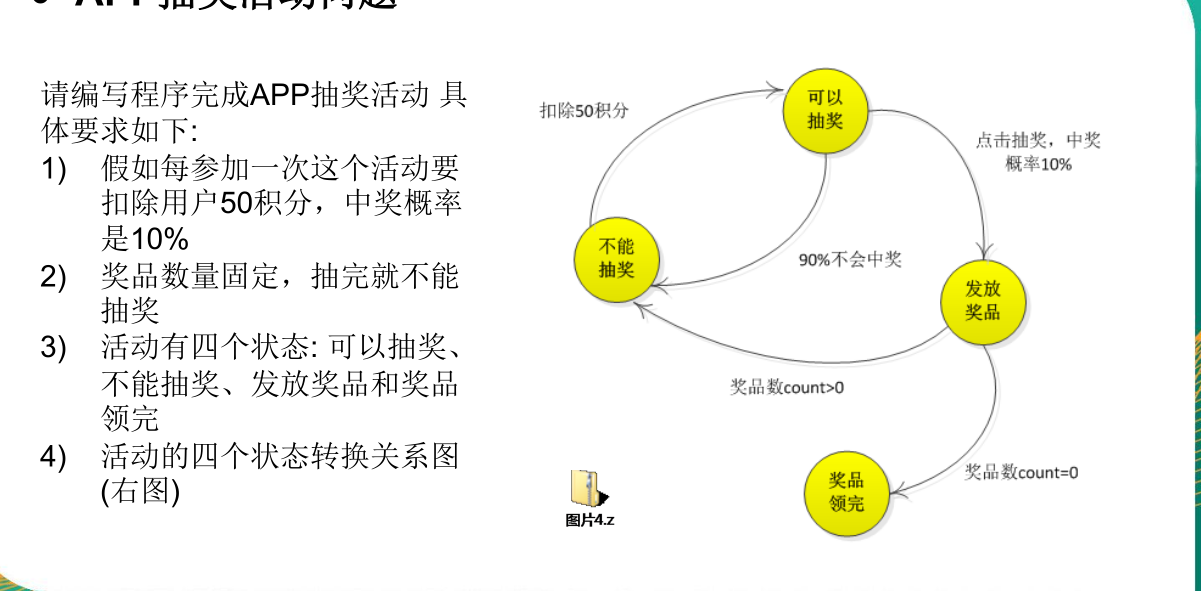 APP 抽奖活动问题
请编写程序完成APP抽奖活动 具
体要求如下:
1) 假如每参加一次这个活动要
扣除用户50积分，中奖概率
是10%
2) 奖品数量固定，抽完就不能
抽奖
3) 活动有四个状态: 可以抽奖、
不能抽奖、发放奖品和奖品
领完
4) 活动的四个状态转换关系图
(右图)
扣除50积分
可以
抽奖
点击抽奖，中奖
概率10%
不能
抽奖
90%不会中奖
发放
奖品
奖品数count>0
奖品
领完
奖品数count=0
图片4.z